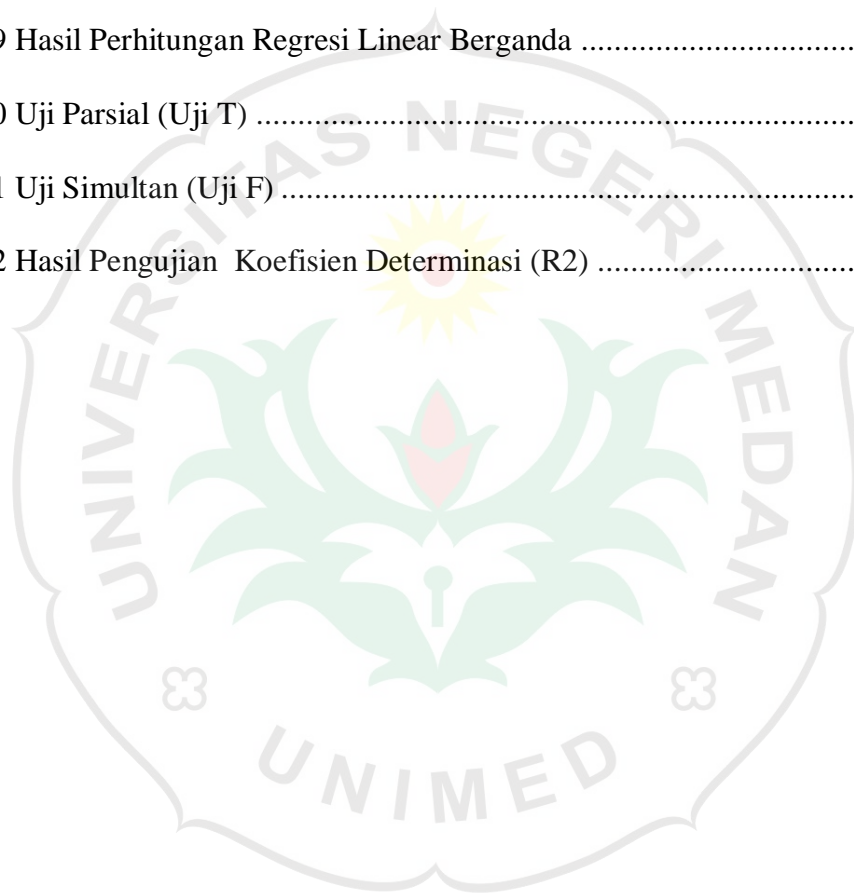 9 Hasil Perhitungan Regresi Linear Berganda ..................................
0 Uji Parsial (Uji T) ...........................................................................
1 Uji Simultan (Uji F) ........................................................................
2 Hasil Pengujian  Koefisien Determinasi (R2) ................................
UNIVERSITAS NEGERI MEDAN
UNIMED